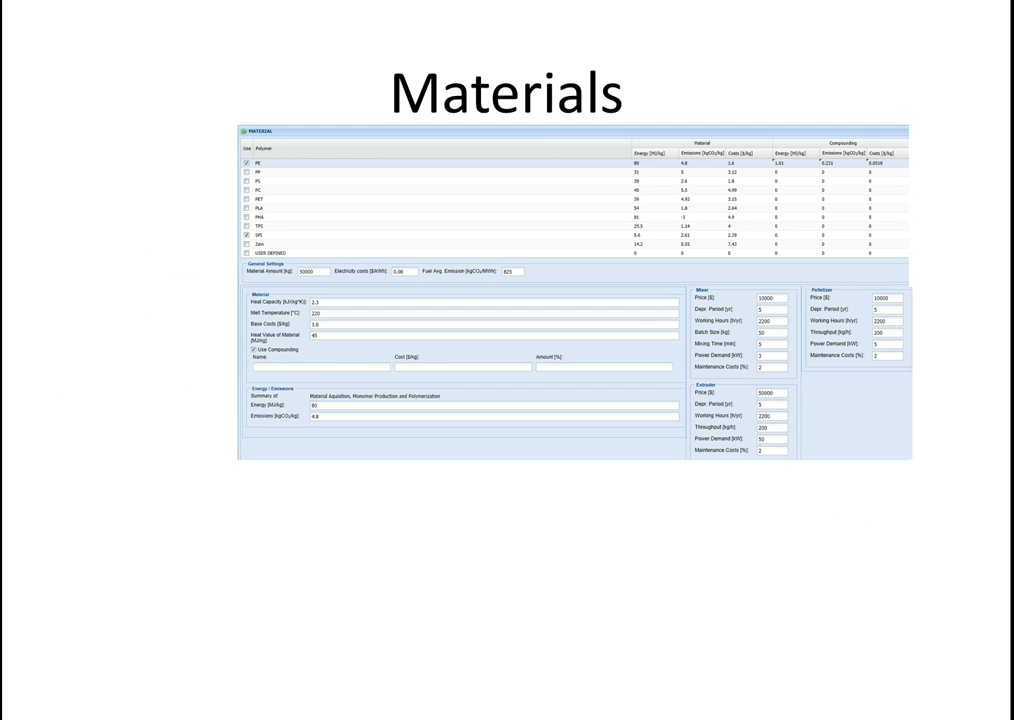 Materials
MATERIAL
Use Polymer Material Compounding
Energy [MJ/kg] Emissions [kgCO₂/kg] Costs [$/kg] Energy [MJ/kg] Emissions [kgCO₂/kg] Costs [$/kg]
PE 80 4.8 1.6 1.01 0.231 0.0518
PP 31 5 3.12 0 0 0
PS 39 2.6 1.8 0 0 0
PC 40 5.5 4.99 0 0 0
PET 39 4.93 3.15 0 0 0
PLA 54 1.8 2.64 0 0 0
PHA 81 -3 4.9 0 0 0
TPS 25.5 1.14 4 0 0 0
SPI 5.6 2.61 2.29 0 0 0
Zein 14.2 0.55 7.43 0 0 0
USER DEFINED 0 0 0 0 0 0
General Settings
Material Amount [kg]: 50000 Electricity costs [$/kWh]: 0.08 Fuel Avg. Emission [kgCO₂/MWh]: 825
Material
Heat Capacity [kJ/(kg*K)]: 2.3
Melt Temperature [°C]: 220
Base Costs [$/kg]: 1.6
Heat Value of Material
[MJ/kg]: 45
Use Compounding
Name: Cost [$/kg]: Amount [%]:
Energy / Emissions
Summary of: Material Aquisition, Monomer Production and Polymerization
Energy [MJ/kg]: 80
Emissions [kgCO₂/kg]: 4.8
Mixer
Price [$]: 10000
Depr. Period [yr]: 5
Working Hours [h/yr]: 2200
Batch Size [kg]: 50
Mixing Time [min]: 5
Power Demand [kW]: 3
Maintenance Costs [%]: 2
Extruder
Price [$]: 50000
Depr. Period [yr]: 5
Working Hours [h/yr]: 2200
Throughput [kg/h]: 200
Power Demand [kW]: 50
Maintenance Costs [%]: 2
Pelletizer
Price [$]: 10000
Depr. Period [yr]: 5
Working Hours [h/yr]: 2200
Throughput [kg/h]: 200
Power Demand [kW]: 5
Maintenance Costs [%]: 2